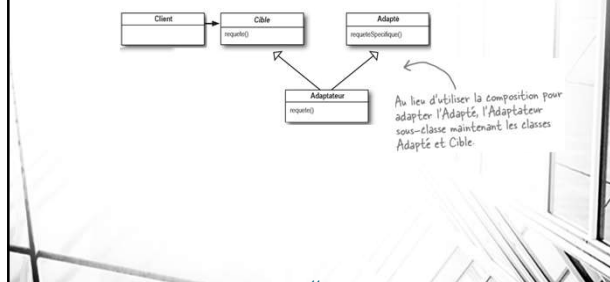 Client
Cible
requete()
Adapté
requeteSpecifique()
Adaptateur
requete()
Au lieu d'utiliser la composition pour
adapter l'Adapté, l'Adaptateur
sous-classe maintenant les classes
Adapté et Cible.